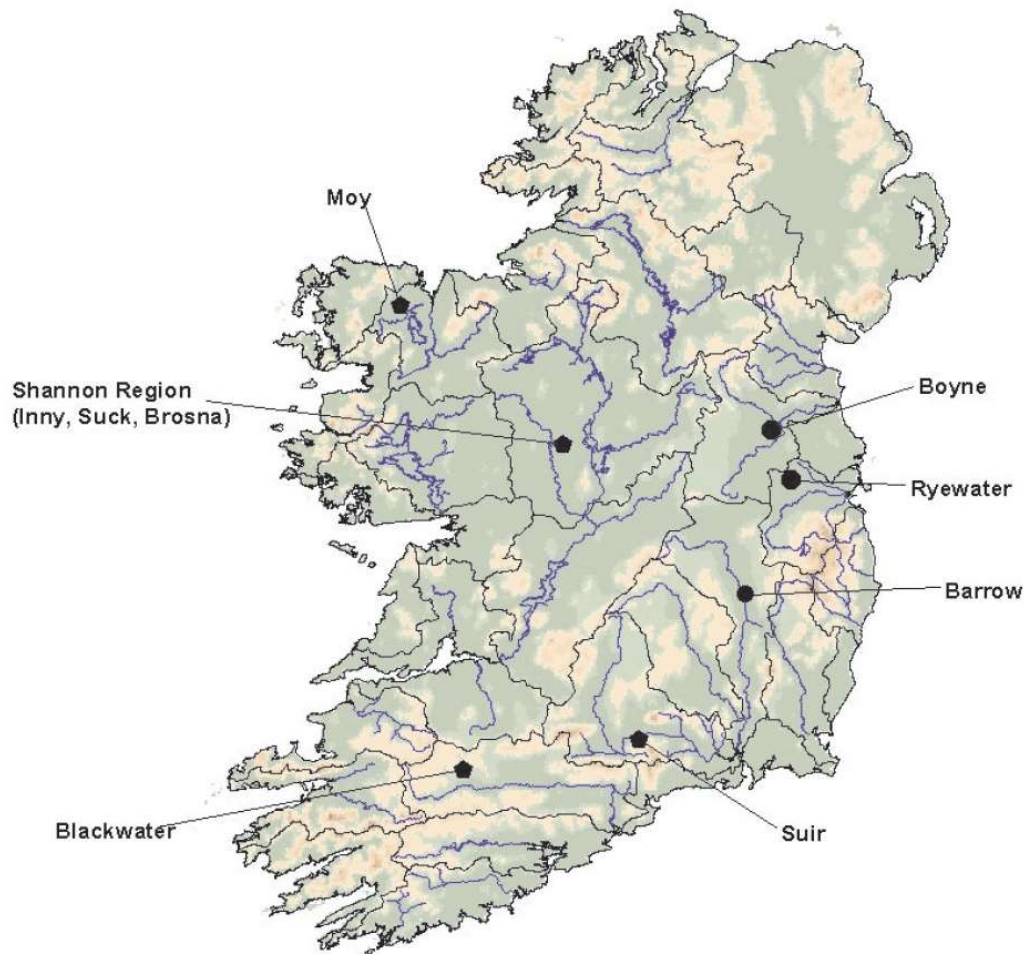 Moy
Shannon Region
(Inny, Suck, Brosna)
Boyne
Ryewater
Barrow
Blackwater
Suir